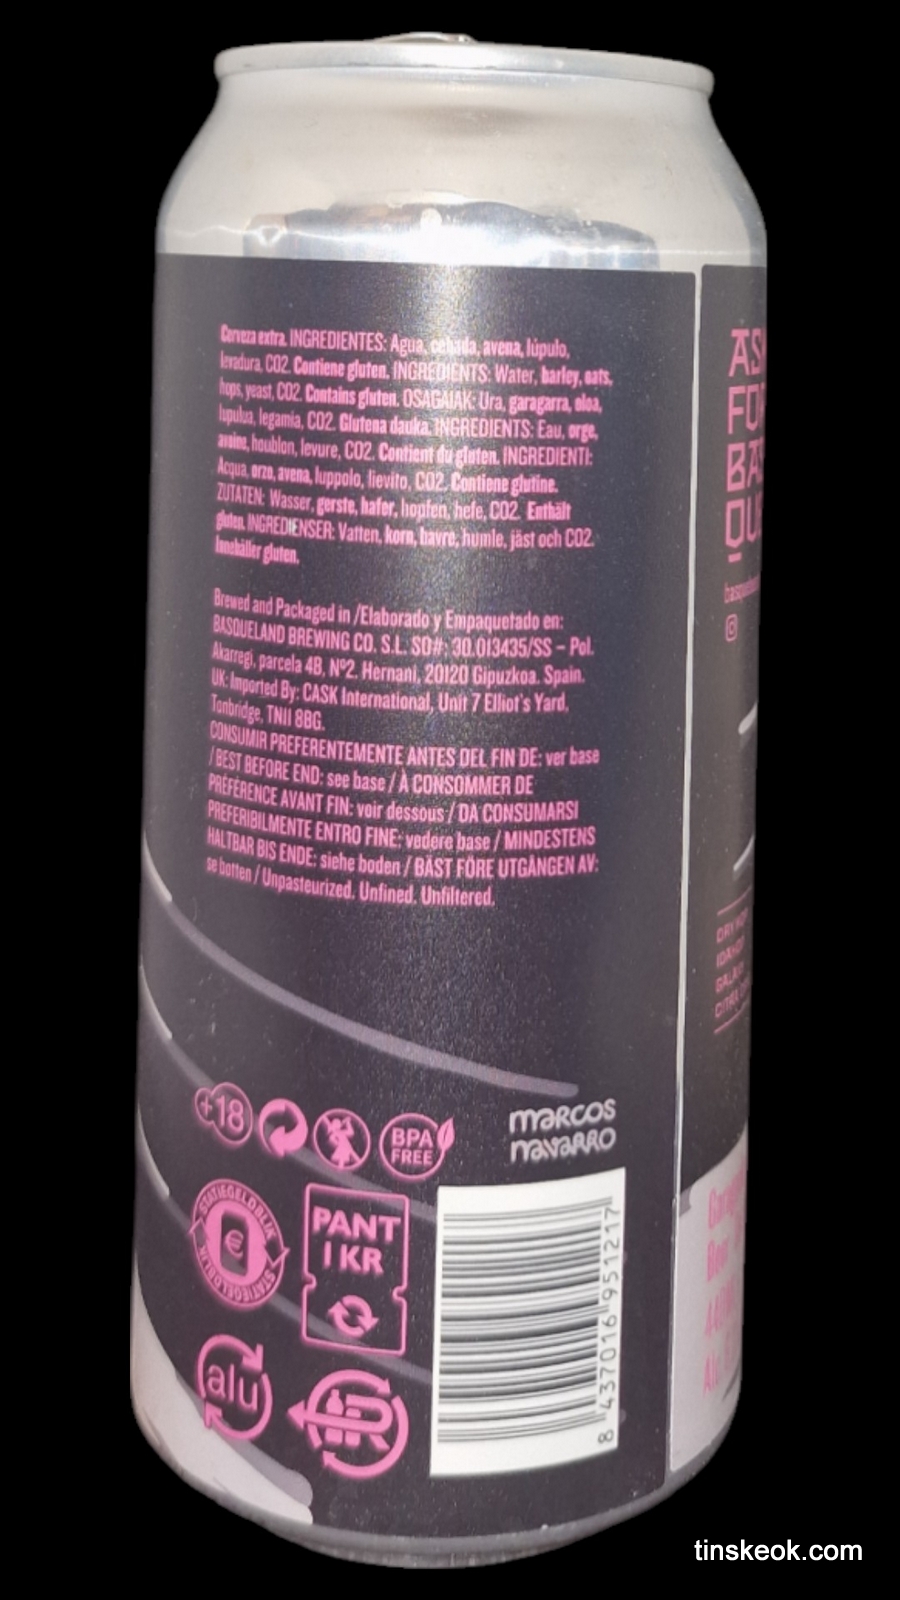 Cerveza extra. INGREDIENTES: Agua, cebada, avena, lúpulo,
levadura, CO2. Contiene gluten. INGREDIENTS: Water, barley, oats,
hops, yeast, CO2. Contains gluten. OSAGAIAK: Ura, garagarra, oloa,
lupulua, legamia, CO2. Glutena dauka. INGREDIENTS: Eau, orge,
avoine, houblon, levure, CO2. Contient du gluten. INGREDIENTI:
Acqua, orzo, avena, luppolo, lievito, CO2. Contiene glutine.
ZUTATEN: Wasser, gerste, hafer, hopfen, hefe, CO2. Enthält
gluten. INGREDIENSER: Vatten, korn, havre, humle, jäst och CO2.
Innehåller gluten.
Brewed and Packaged in /Elaborado y Empaquetado en:
BASQUELAND BREWING CO. S.L. SO#: 30.013435/SS – Pol.
Akarregi, parcela 4B, Nº2. Hernani, 20120 Gipuzkoa. Spain.
UK: Imported By: CASK International, Unit 7 Elliot's Yard,
Tonbridge, TN11 8BG.
CONSUMIR PREFERENTEMENTE ANTES DEL FIN DE: ver base
/ BEST BEFORE END: see base / À CONSOMMER DE
PRÉFÉRENCE AVANT FIN: voir dessous / DA CONSUMARSI
PREFERIBILMENTE ENTRO FINE: vedere base / MINDESTENS
HALTBAR BIS ENDE: siehe boden / BÄST FÖRE UTGÅNGEN AV:
se botten / Unpasteurized. Unfined. Unfiltered.
+18
BPA
FREE
marcos
navarro
STATIEGELDBLIK
€
STATIEGELDBLIK
PANT
1 KR
alu
8 437016 951217
tinskeok.com